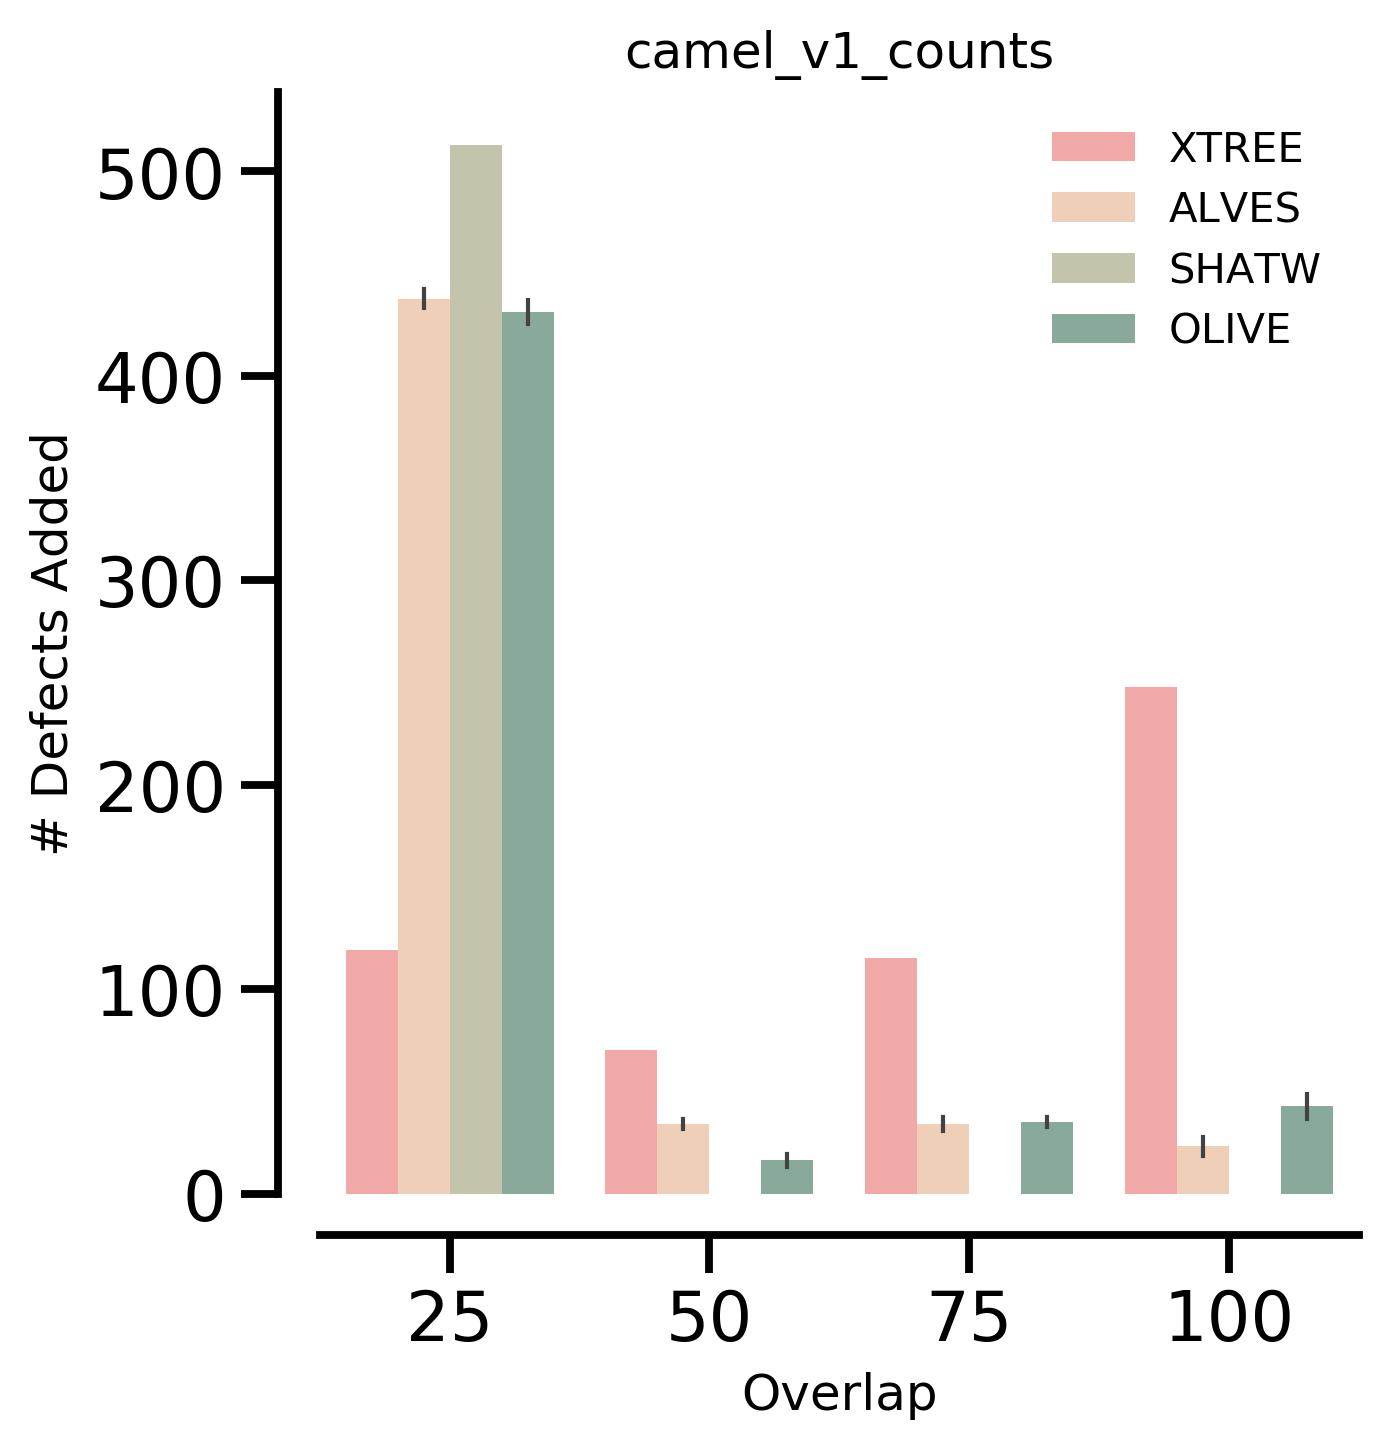 camel_v1_counts
XTREE
ALVES
SHATW
OLIVE
# Defects Added
500
400
300
200
100
0
25 50 75 100
Overlap